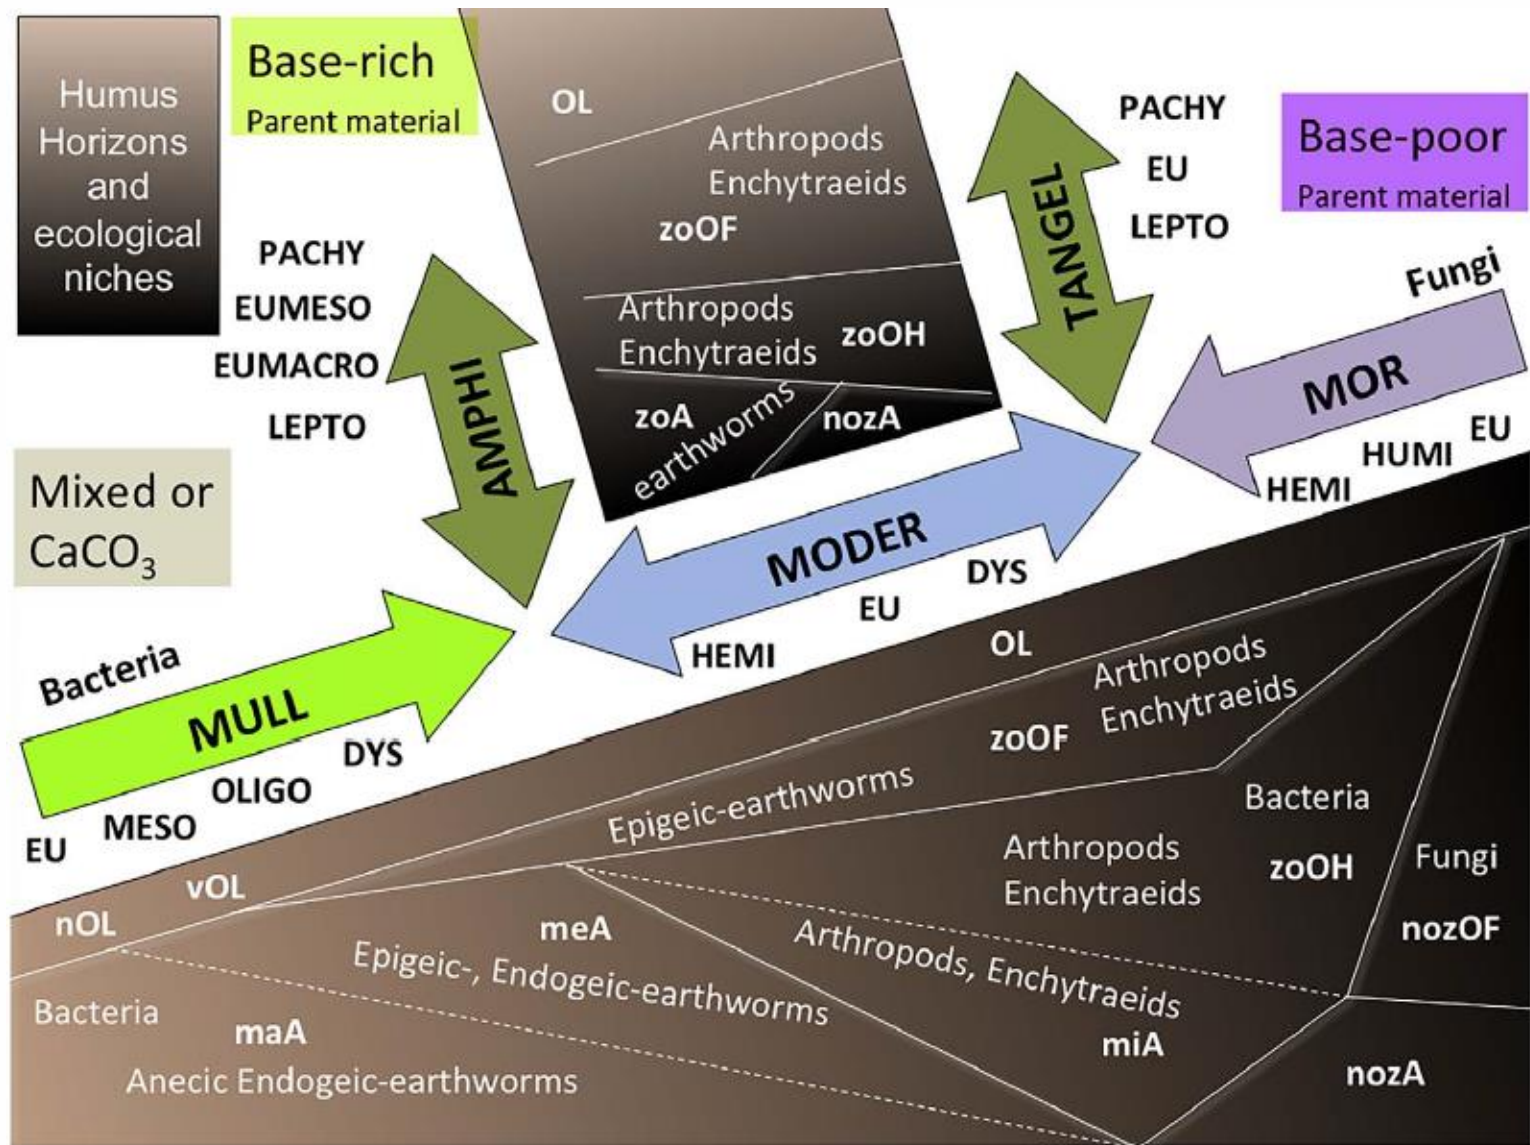 Humus
Horizons
and
ecological
niches
Base-rich
Parent material
OL
Arthropods
Enchytraeids
zoOF
Arthropods
Enchytraeids
zoOH
zoA
earthworms
nozA
PACHY
EU
LEPTO
TANGEL
Base-poor
Parent material
PACHY
EUMESO
EUMACRO
LEPTO
AMPHI
Fungi
MOR
HEMI
HUMI
EU
Mixed or
CaCO₃
MODER
HEMI
EU
DYS
Bacteria
MULL
EU
MESO
OLIGO
DYS
OL
Arthropods
Enchytraeids
zoOF
Epigeic-earthworms
Bacteria
Arthropods
Enchytraeids
zoOH
Fungi
nozOF
vOL
nOL
meA
Epigeic-, Endogeic-earthworms
Arthropods, Enchytraeids
miA
Bacteria
maA
Anecic Endogeic-earthworms
nozA